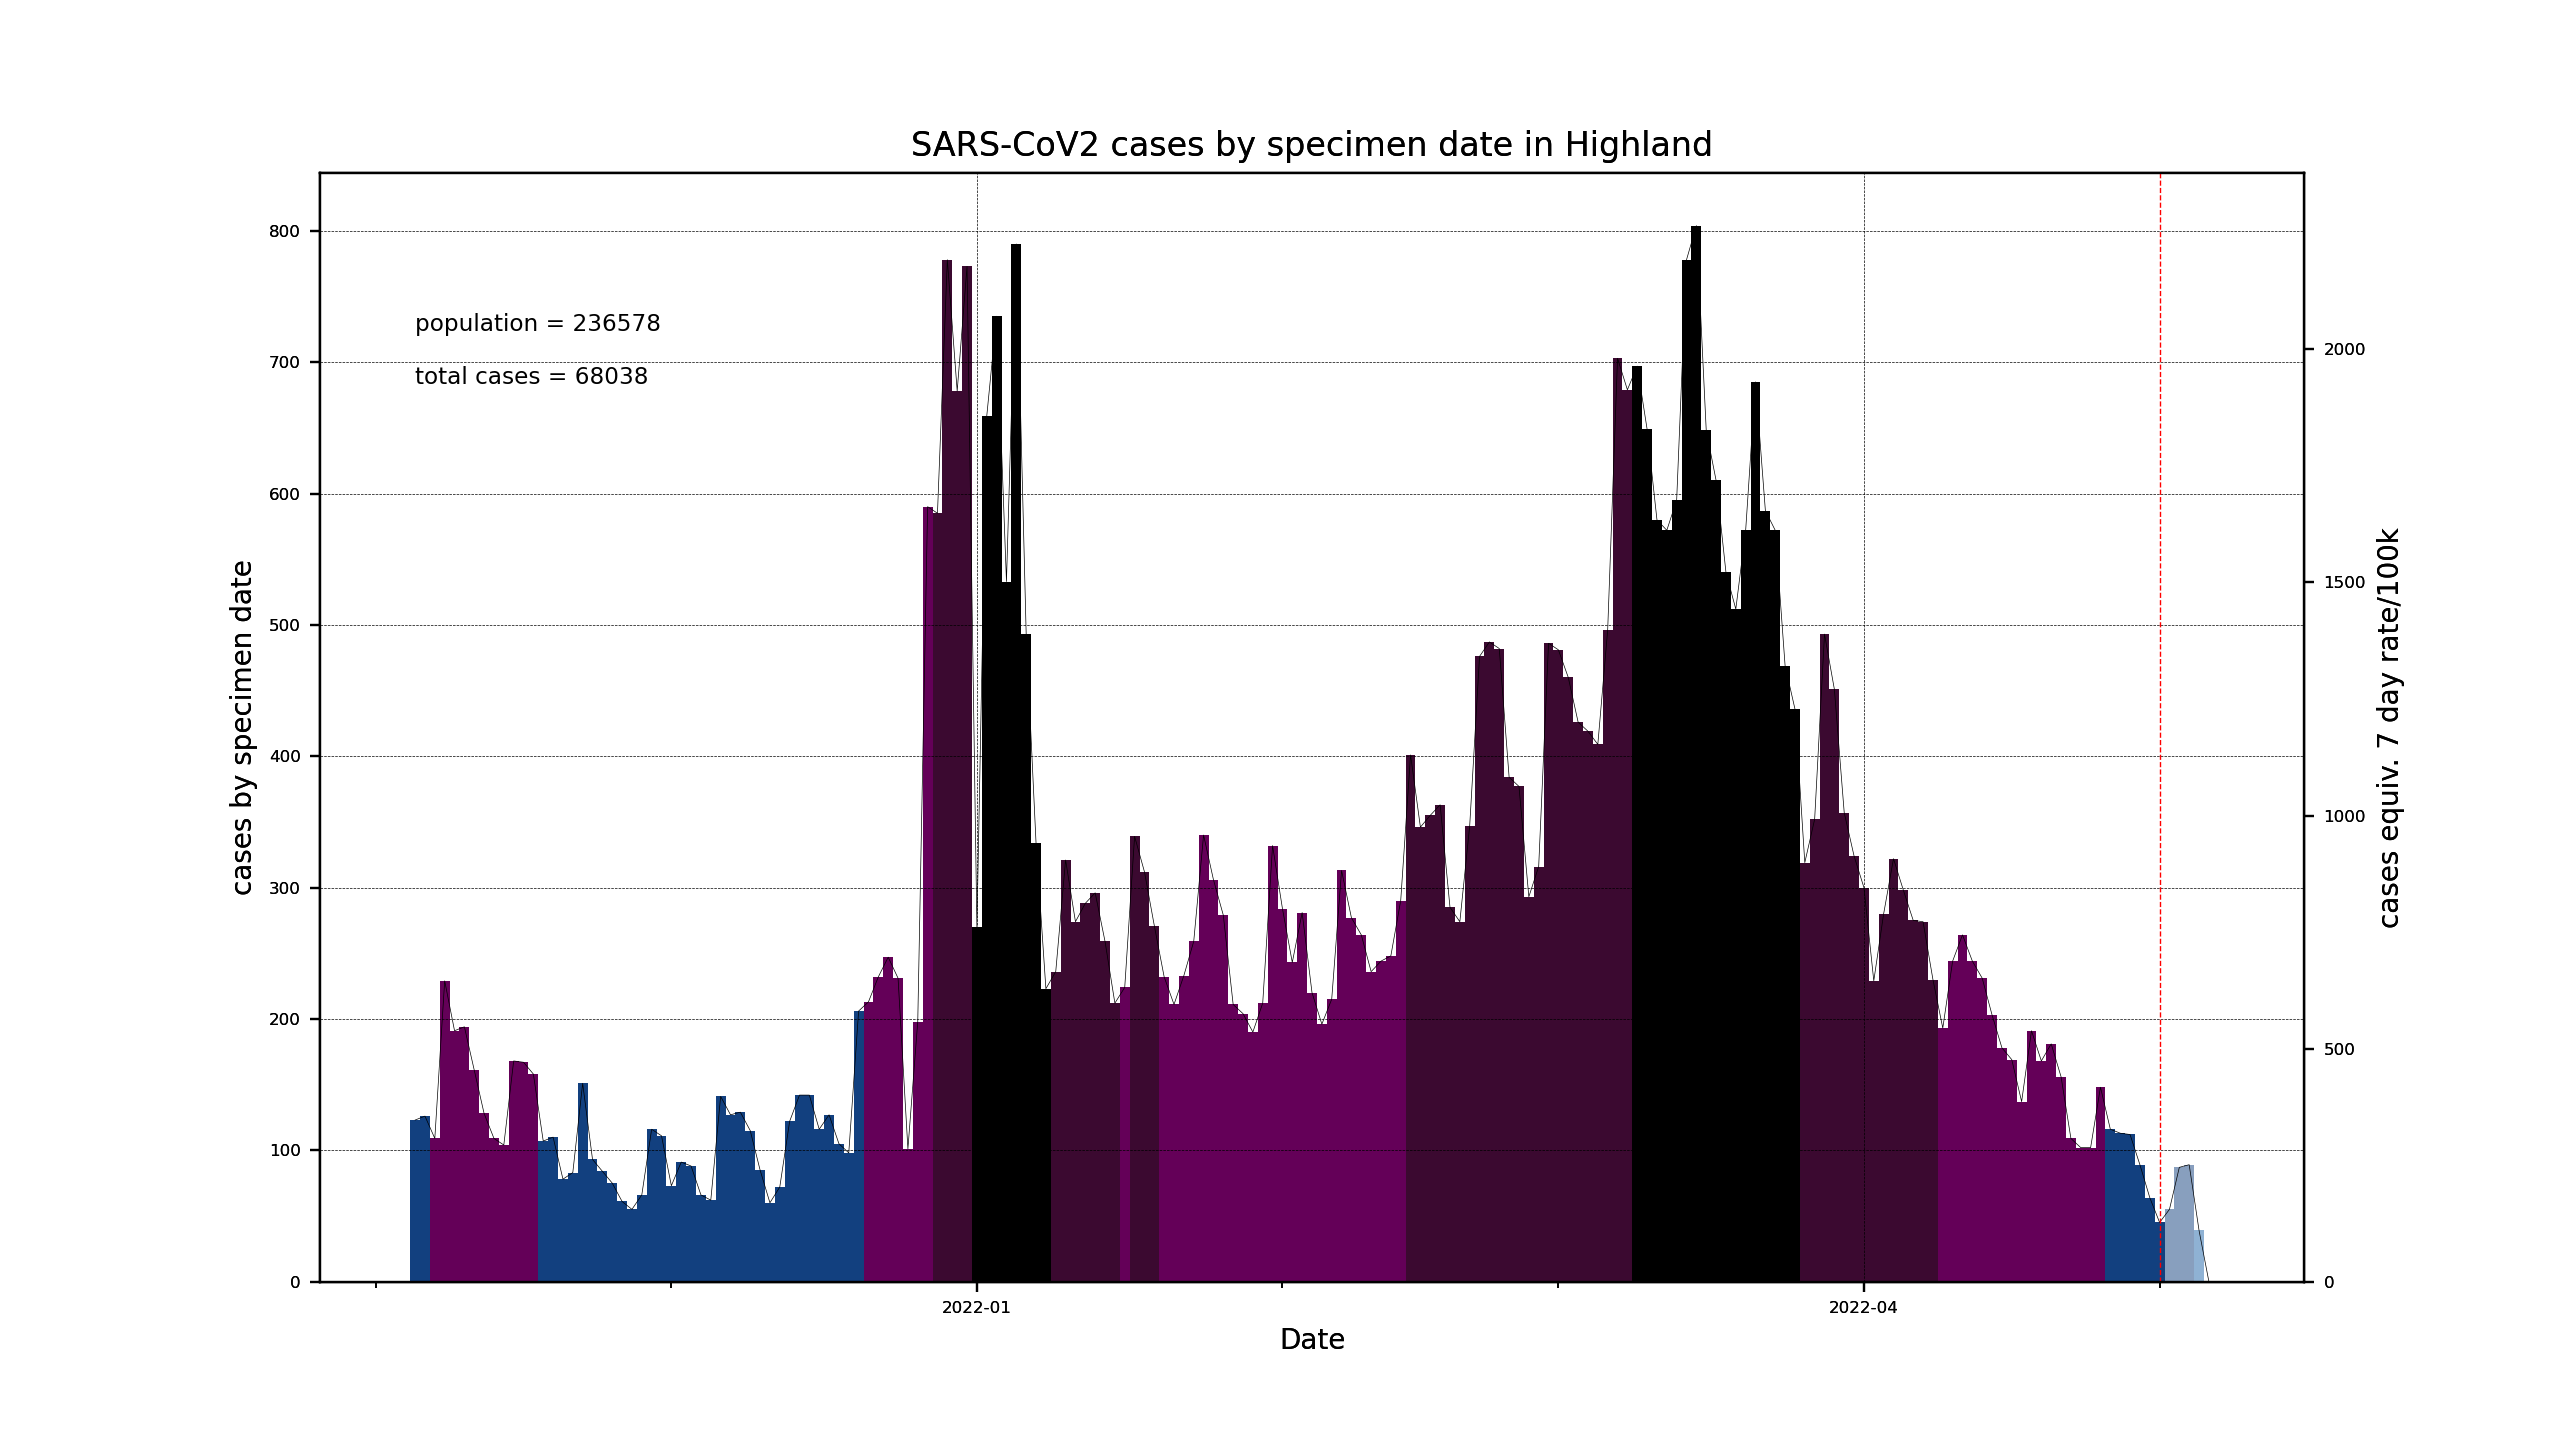 SARS-CoV2 cases by specimen date in Highland
population = 236578
total cases = 68038
cases by specimen date
800
700
600
500
400
300
200
100
0
2000
1500
1000
500
0
cases equiv. 7 day rate/100k
2022-01
2022-04
Date